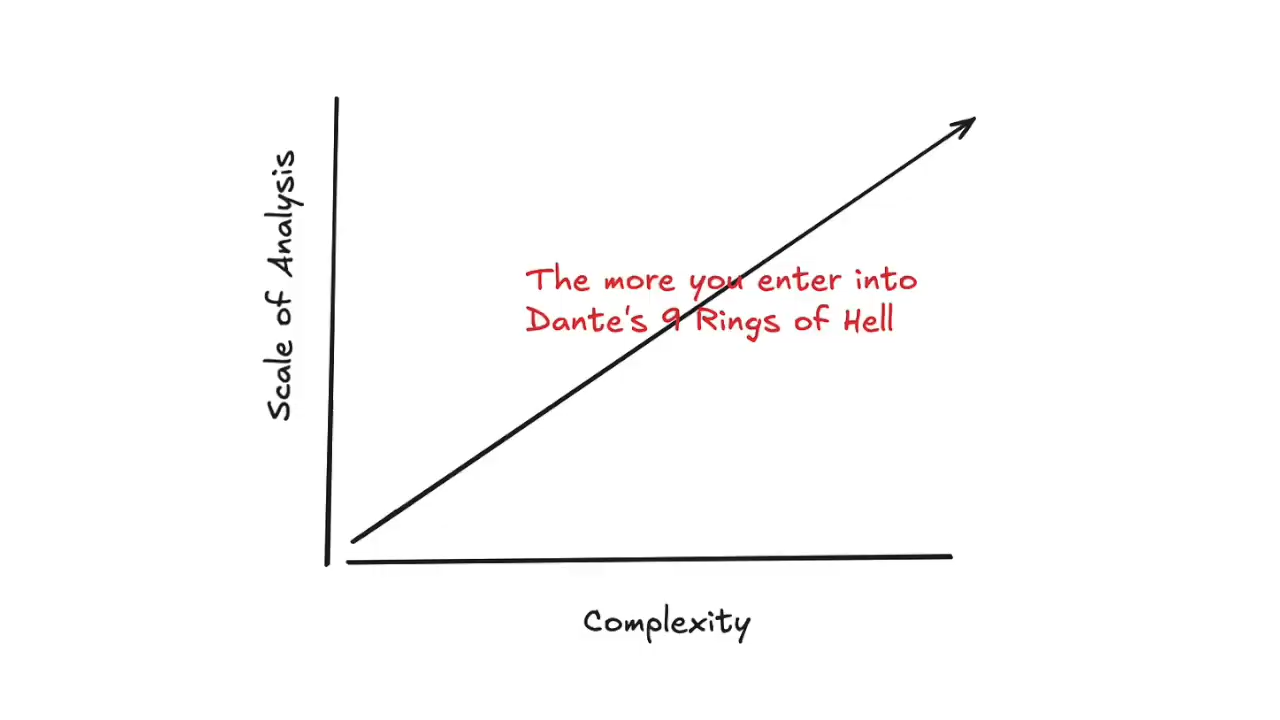 Scale of Analysis
The more you enter into
Dante's 9 Rings of Hell
Complexity